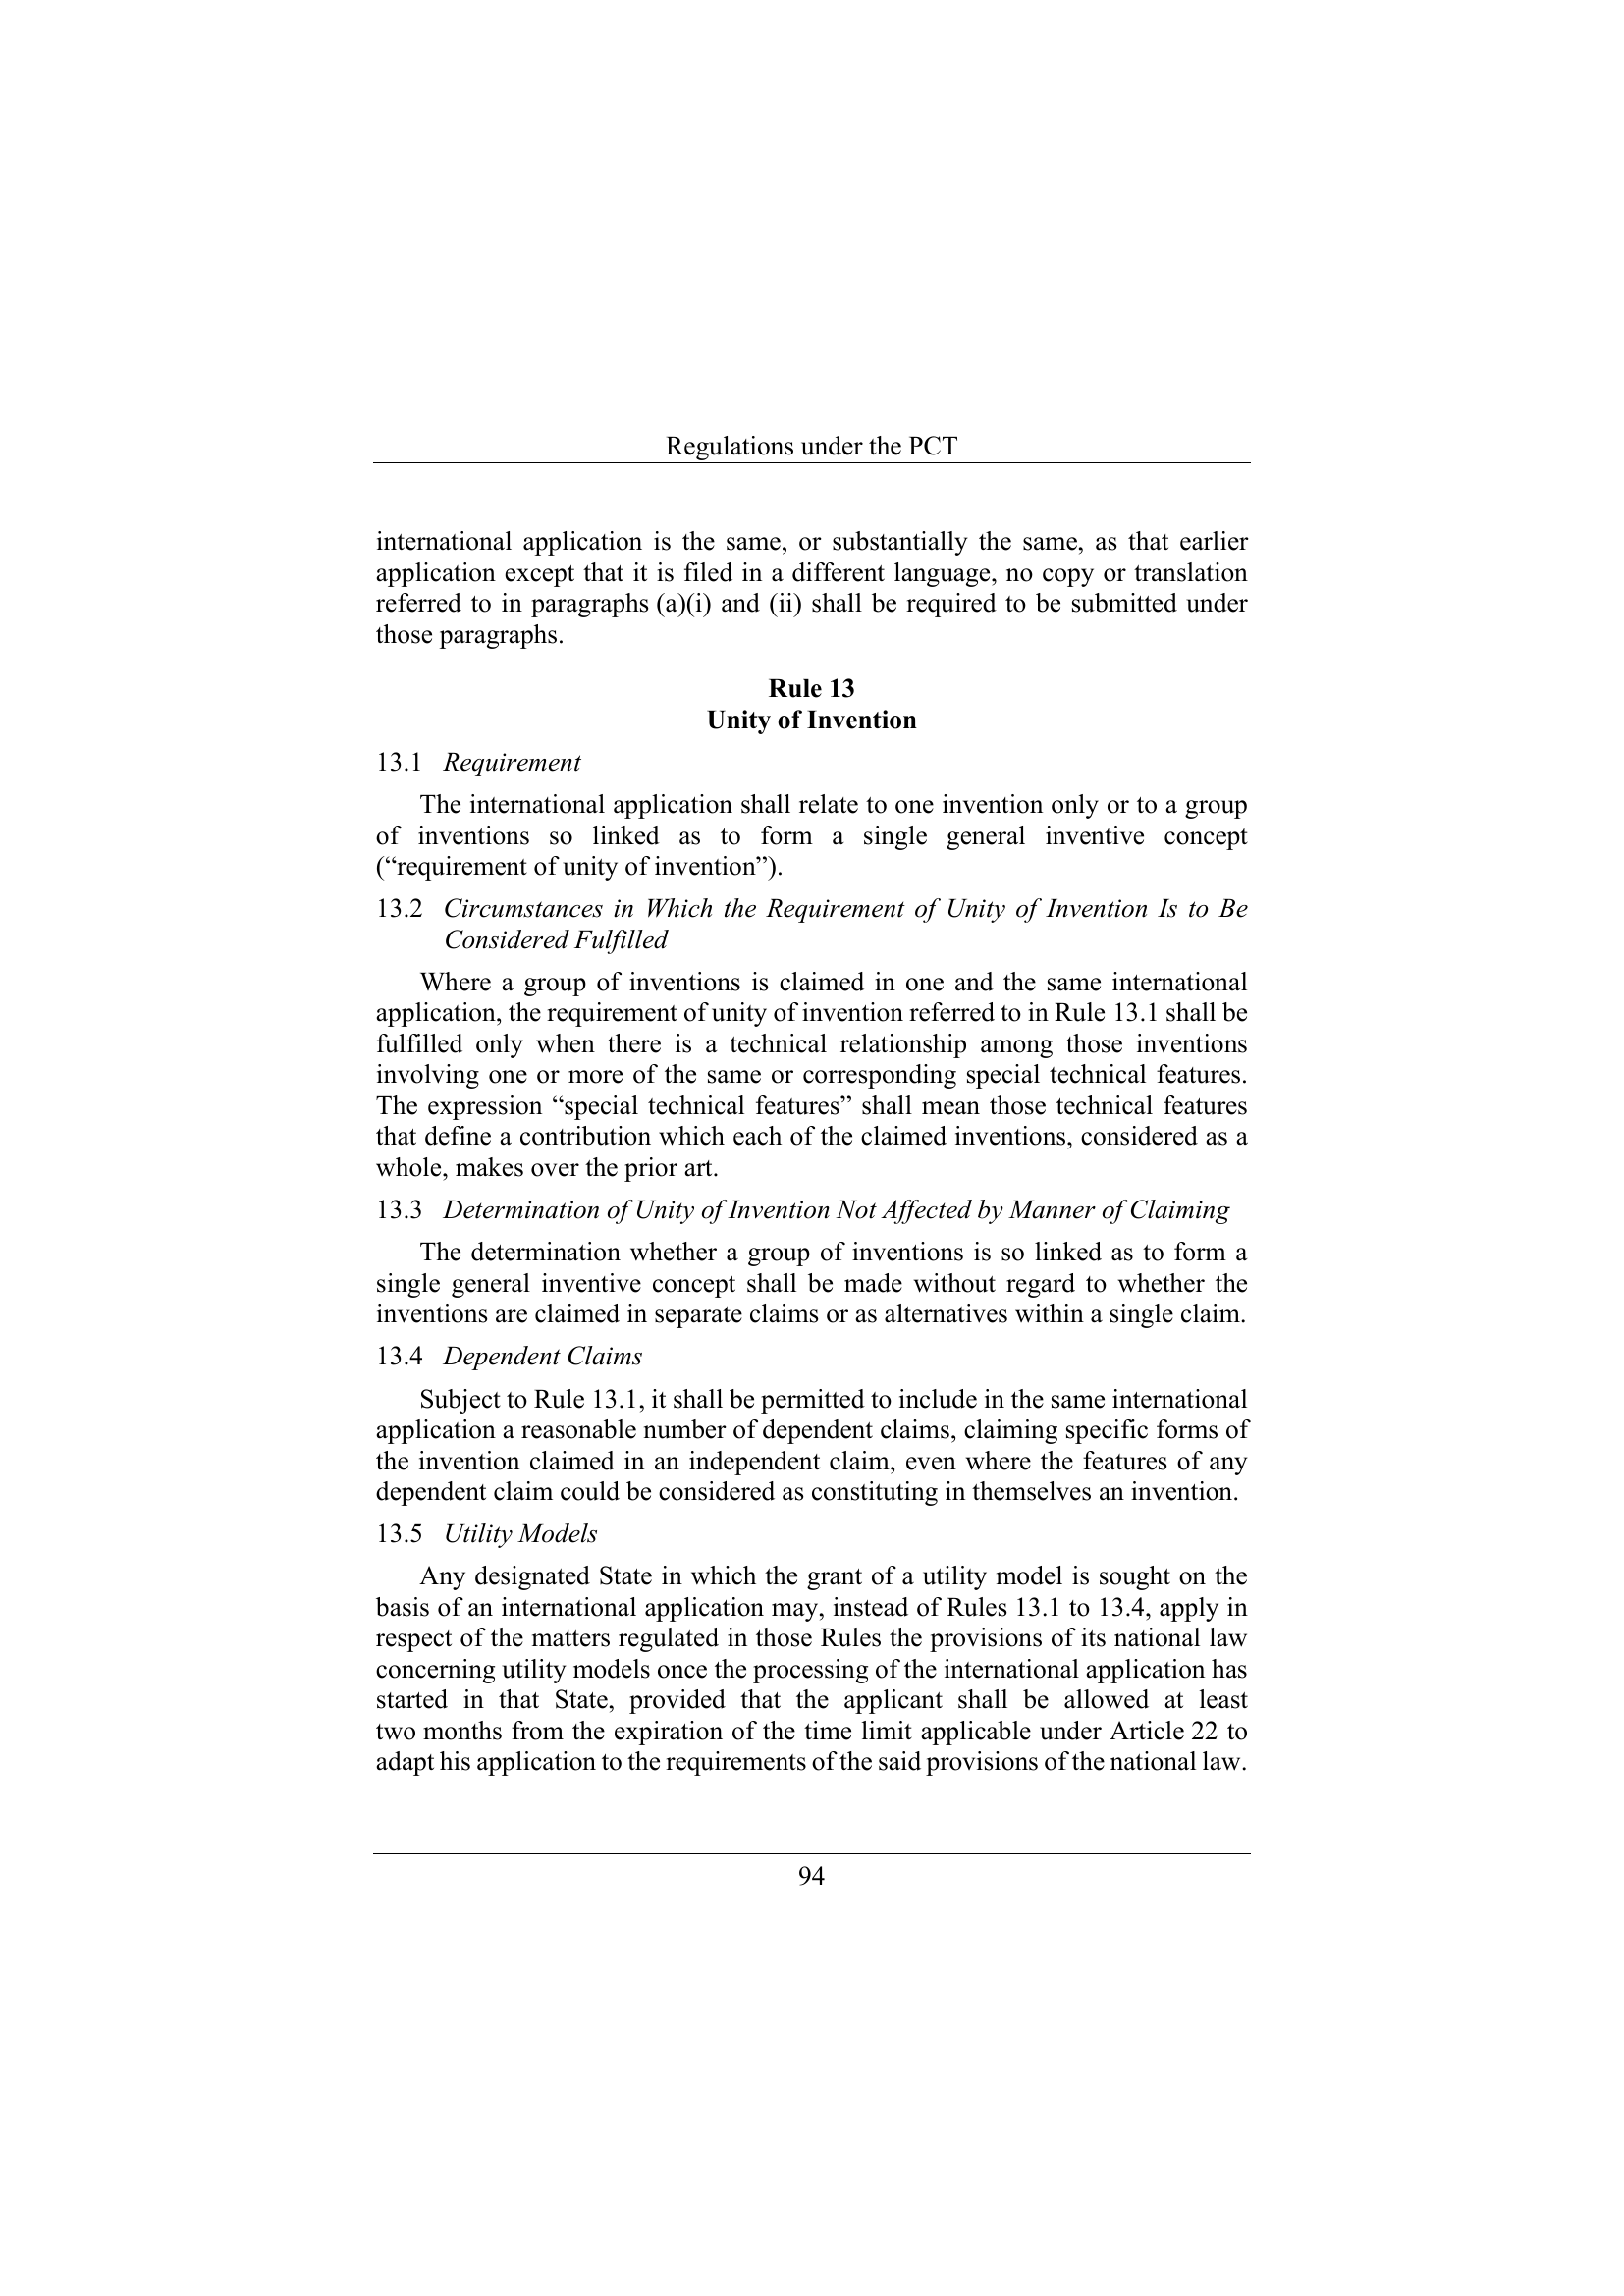 Regulations under the PCT
international application is the same, or substantially the same, as that earlier
application except that it is filed in a different language, no copy or translation
referred to in paragraphs (a)(i) and (ii) shall be required to be submitted under
those paragraphs.
Rule 13
Unity of Invention
13.1 Requirement
The international application shall relate to one invention only or to a group
of inventions so linked as to form a single general inventive concept
(“requirement of unity of invention”).
13.2 Circumstances in Which the Requirement of Unity of Invention Is to Be
Considered Fulfilled
Where a group of inventions is claimed in one and the same international
application, the requirement of unity of invention referred to in Rule 13.1 shall be
fulfilled only when there is a technical relationship among those inventions
involving one or more of the same or corresponding special technical features.
The expression “special technical features” shall mean those technical features
that define a contribution which each of the claimed inventions, considered as a
whole, makes over the prior art.
13.3 Determination of Unity of Invention Not Affected by Manner of Claiming
The determination whether a group of inventions is so linked as to form a
single general inventive concept shall be made without regard to whether the
inventions are claimed in separate claims or as alternatives within a single claim.
13.4 Dependent Claims
Subject to Rule 13.1, it shall be permitted to include in the same international
application a reasonable number of dependent claims, claiming specific forms of
the invention claimed in an independent claim, even where the features of any
dependent claim could be considered as constituting in themselves an invention.
13.5 Utility Models
Any designated State in which the grant of a utility model is sought on the
basis of an international application may, instead of Rules 13.1 to 13.4, apply in
respect of the matters regulated in those Rules the provisions of its national law
concerning utility models once the processing of the international application has
started in that State, provided that the applicant shall be allowed at least
two months from the expiration of the time limit applicable under Article 22 to
adapt his application to the requirements of the said provisions of the national law.
94